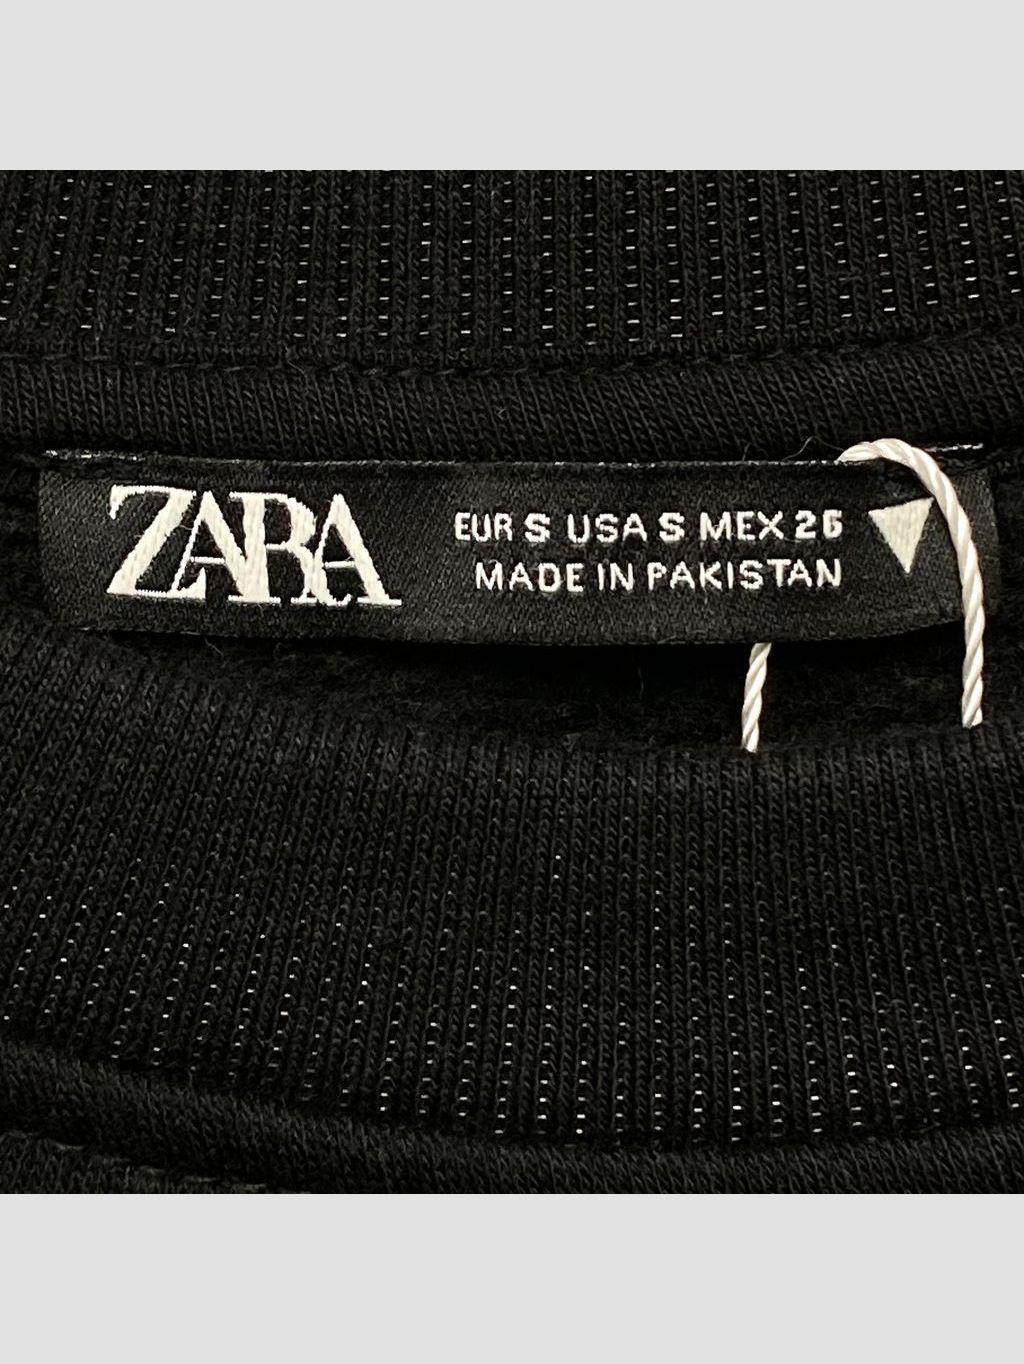 ZARA
EUR S USA S MEX 26
MADE IN PAKISTAN